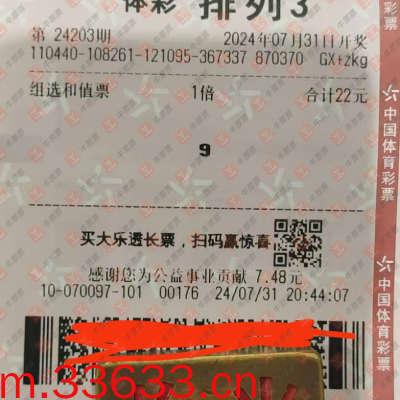 体彩 排列3
第 24203期 2024年07月31日开奖
110440-108261-121095-367337 870370 GX+zkg
组选和值票 1倍 合计22元
9
买大乐透长票，扫码赢惊喜
感谢您为公益事业贡献 7.48元
10-070097-101 00176 24/07/31 20:44:07
m.33633.cn
中国体育彩票
中国体育彩票